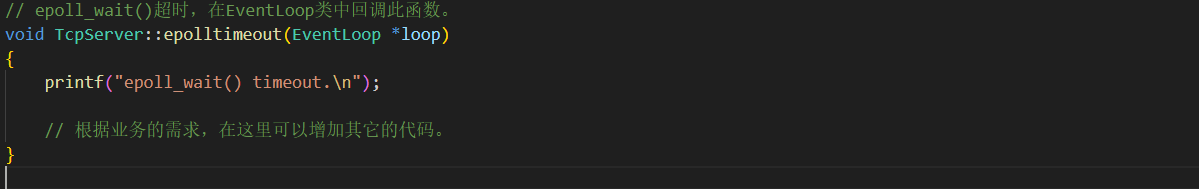 // epoll_wait()超时，在EventLoop类中回调此函数。
void TcpServer::epolltimeout(EventLoop *loop)
{
    printf("epoll_wait() timeout.\n");
    // 根据业务的需求，在这里可以增加其它的代码。
}